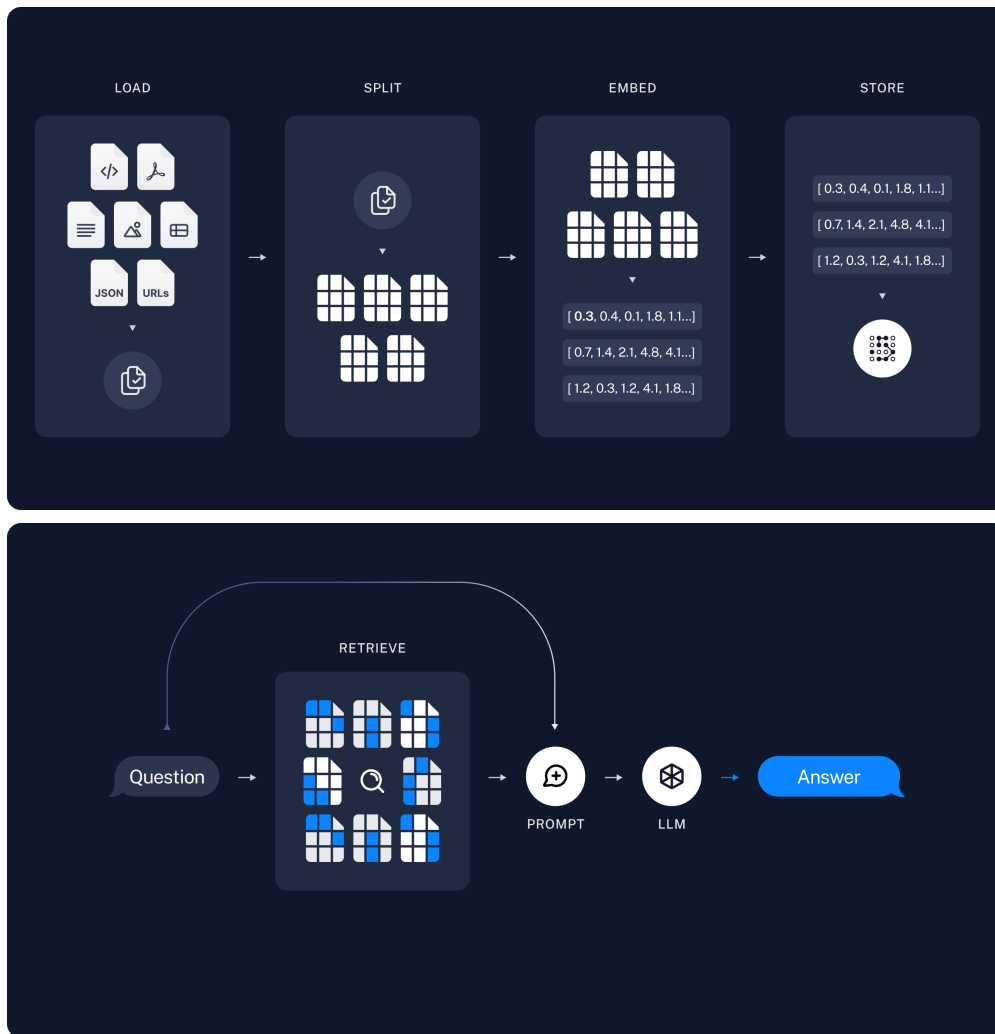 LOAD
SPLIT
EMBED
STORE
</>
JSON
URLs
[ 0.3, 0.4, 0.1, 1.8, 1.1...]
[ 0.7, 1.4, 2.1, 4.8, 4.1...]
[ 1.2, 0.3, 1.2, 4.1, 1.8...]
[ 0.3, 0.4, 0.1, 1.8, 1.1...]
[ 0.7, 1.4, 2.1, 4.8, 4.1...]
[ 1.2, 0.3, 1.2, 4.1, 1.8...]
RETRIEVE
Question
PROMPT
LLM
Answer